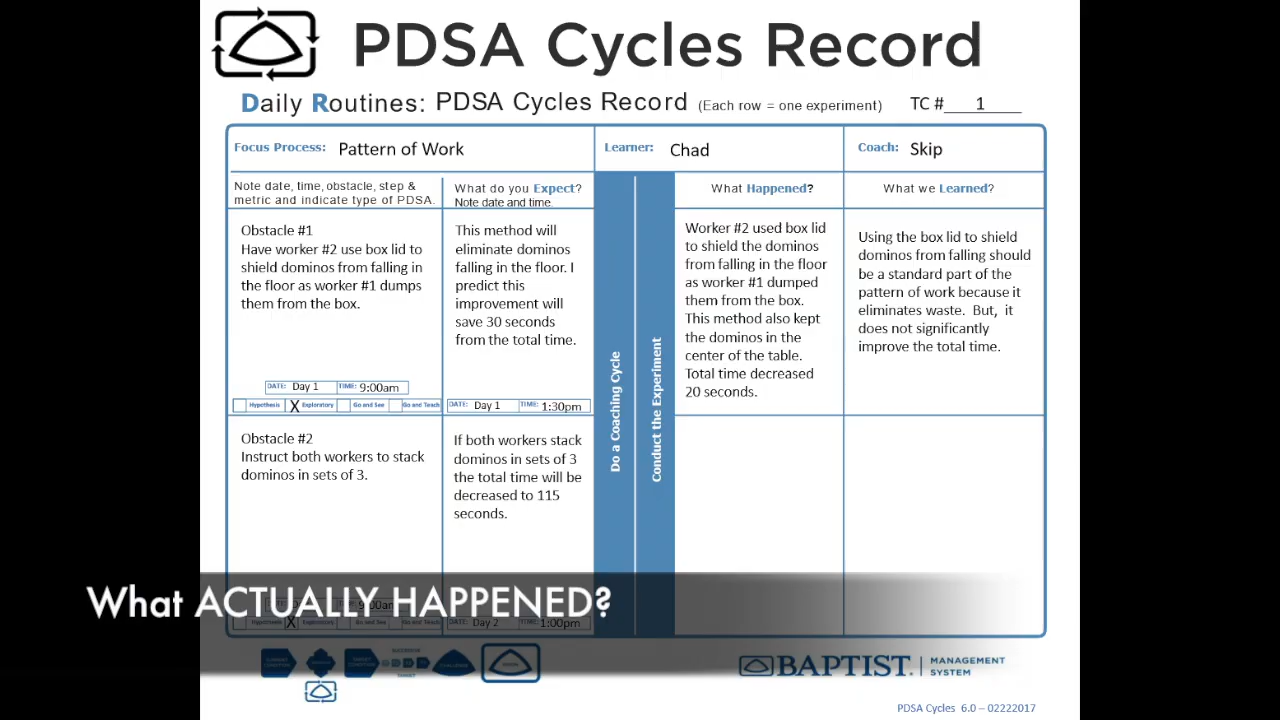 PDSA Cycles Record
Daily Routines: PDSA Cycles Record (Each row = one experiment) TC #___1___
Focus Process: Pattern of Work
Learner: Chad
Coach: Skip
Note date, time, obstacle, step &
metric and indicate type of PDSA.
What do you Expect?
Note date and time.
What Happened?
What we Learned?
Obstacle #1
Have worker #2 use box lid to
shield dominos from falling in
the floor as worker #1 dumps
them from the box.
DATE: Day 1 TIME: 9:00am
Hypothesis X Exploratory Go and See Go and Teach
This method will
eliminate dominos
falling in the floor. I
predict this
improvement will
save 30 seconds
from the total time.
DATE: Day 1 TIME: 1:30pm
Do a Coaching Cycle
Conduct the Experiment
Worker #2 used box lid
to shield the dominos
from falling in the floor
as worker #1 dumped
them from the box.
This method also kept
the dominos in the
center of the table.
Total time decreased
20 seconds.
Using the box lid to shield
dominos from falling should
be a standard part of the
pattern of work because it
eliminates waste. But, it
does not significantly
improve the total time.
Obstacle #2
Instruct both workers to stack
dominos in sets of 3.
9:00am
Hypothesis X Exploratory Go and See Go and Teach
If both workers stack
dominos in sets of 3
the total time will be
decreased to 115
seconds.
DATE: Day 2 TIME: 1:00pm
What ACTUALLY HAPPENED?
BAPTIST. MANAGEMENT
SYSTEM
PDSA Cycles 6.0 – 02222017